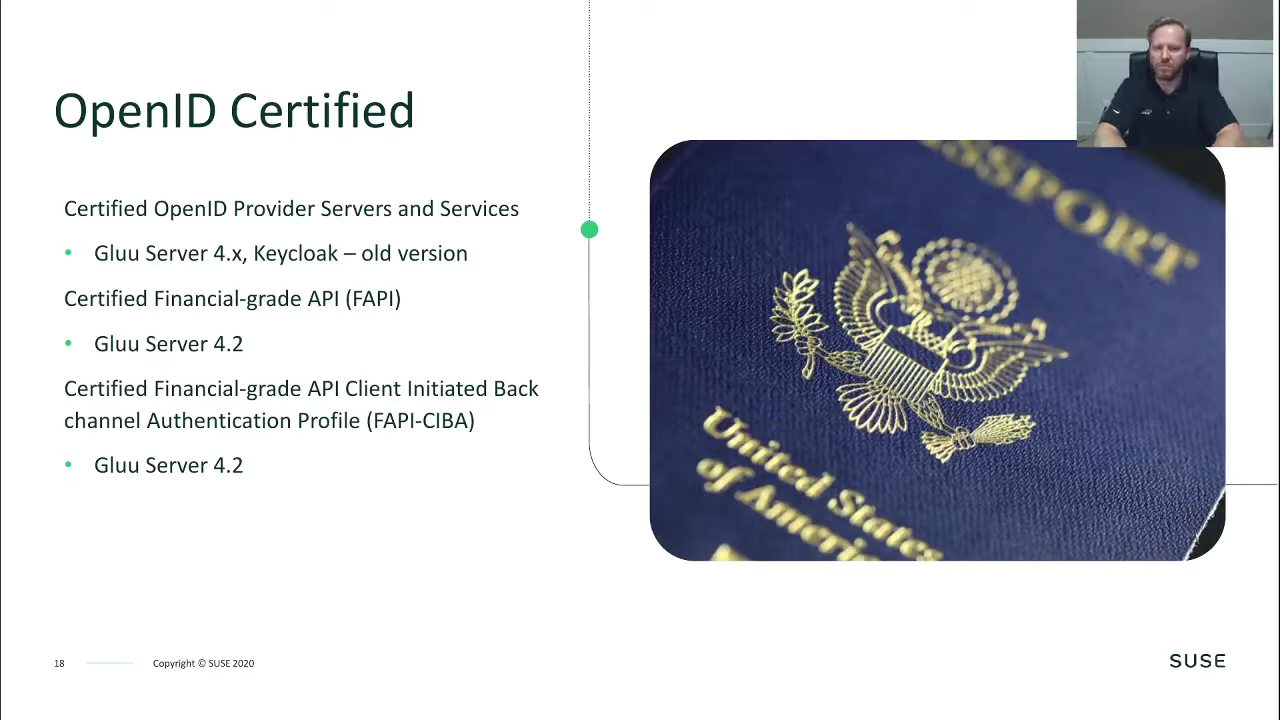 OpenID Certified
Certified OpenID Provider Servers and Services
• Gluu Server 4.x, Keycloak – old version
Certified Financial-grade API (FAPI)
• Gluu Server 4.2
Certified Financial-grade API Client Initiated Back
channel Authentication Profile (FAPI-CIBA)
• Gluu Server 4.2
SSPORT
United States
of America
18
Copyright © SUSE 2020
SUSE